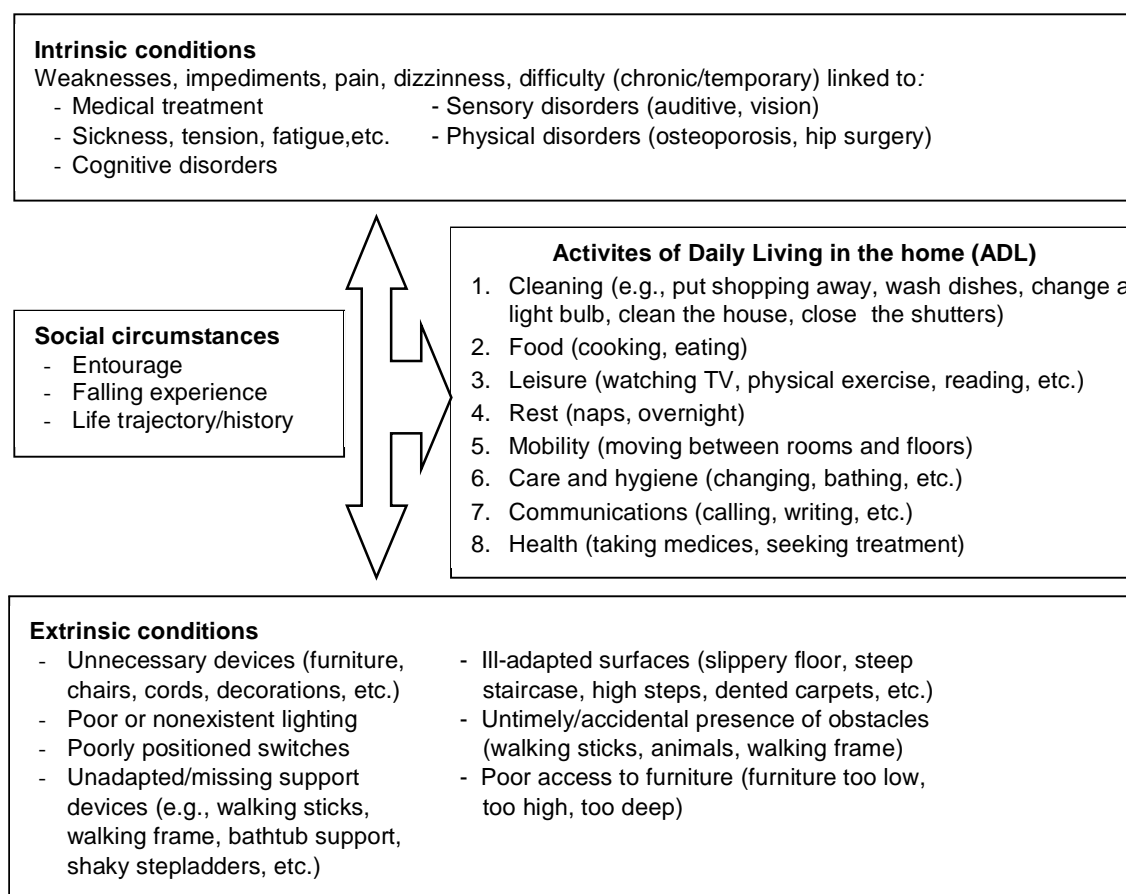 Intrinsic conditions
Weaknesses, impediments, pain, dizzinness, difficulty (chronic/temporary) linked to:
- Medical treatment
- Sickness, tension, fatigue,etc.
- Cognitive disorders
- Sensory disorders (auditive, vision)
- Physical disorders (osteoporosis, hip surgery)
Social circumstances
- Entourage
- Falling experience
- Life trajectory/history
Activites of Daily Living in the home (ADL)
1. Cleaning (e.g., put shopping away, wash dishes, change a
light bulb, clean the house, close the shutters)
2. Food (cooking, eating)
3. Leisure (watching TV, physical exercise, reading, etc.)
4. Rest (naps, overnight)
5. Mobility (moving between rooms and floors)
6. Care and hygiene (changing, bathing, etc.)
7. Communications (calling, writing, etc.)
8. Health (taking medices, seeking treatment)
Extrinsic conditions
- Unnecessary devices (furniture,
chairs, cords, decorations, etc.)
- Poor or nonexistent lighting
- Poorly positioned switches
- Unadapted/missing support
devices (e.g., walking sticks,
walking frame, bathtub support,
shaky stepladders, etc.)
- Ill-adapted surfaces (slippery floor, steep
staircase, high steps, dented carpets, etc.)
- Untimely/accidental presence of obstacles
(walking sticks, animals, walking frame)
- Poor access to furniture (furniture too low,
too high, too deep)